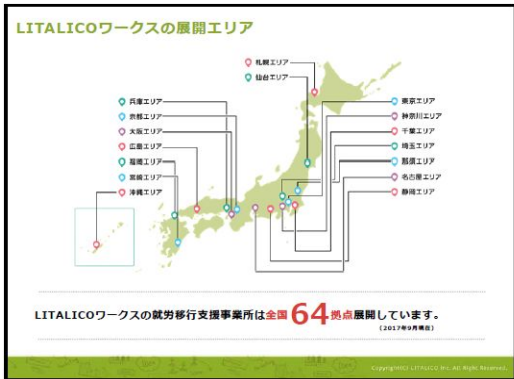 LITALICOワークスの展開エリア
札幌エリア
仙台エリア
兵庫エリア
京都エリア
大阪エリア
広島エリア
福岡エリア
宮崎エリア
沖縄エリア
東京エリア
神奈川エリア
千葉エリア
埼玉エリア
那須エリア
名古屋エリア
静岡エリア
LITALICOワークスの就労移行支援事業所は全国64拠点展開しています。
(2017年9月現在)
Copyright(C) LITALICO Inc. All Right Reserved.